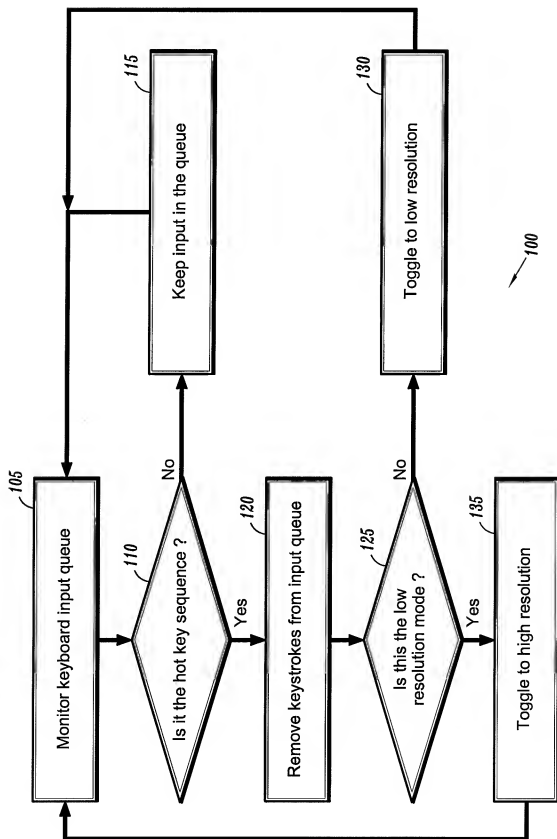 105
Monitor keyboard input queue
110
Is it the hot key sequence ?
No
115
Keep input in the queue
Yes
120
Remove keystrokes from input queue
125
Is this the low
resolution mode ?
No
130
Toggle to low resolution
Yes
135
Toggle to high resolution
100